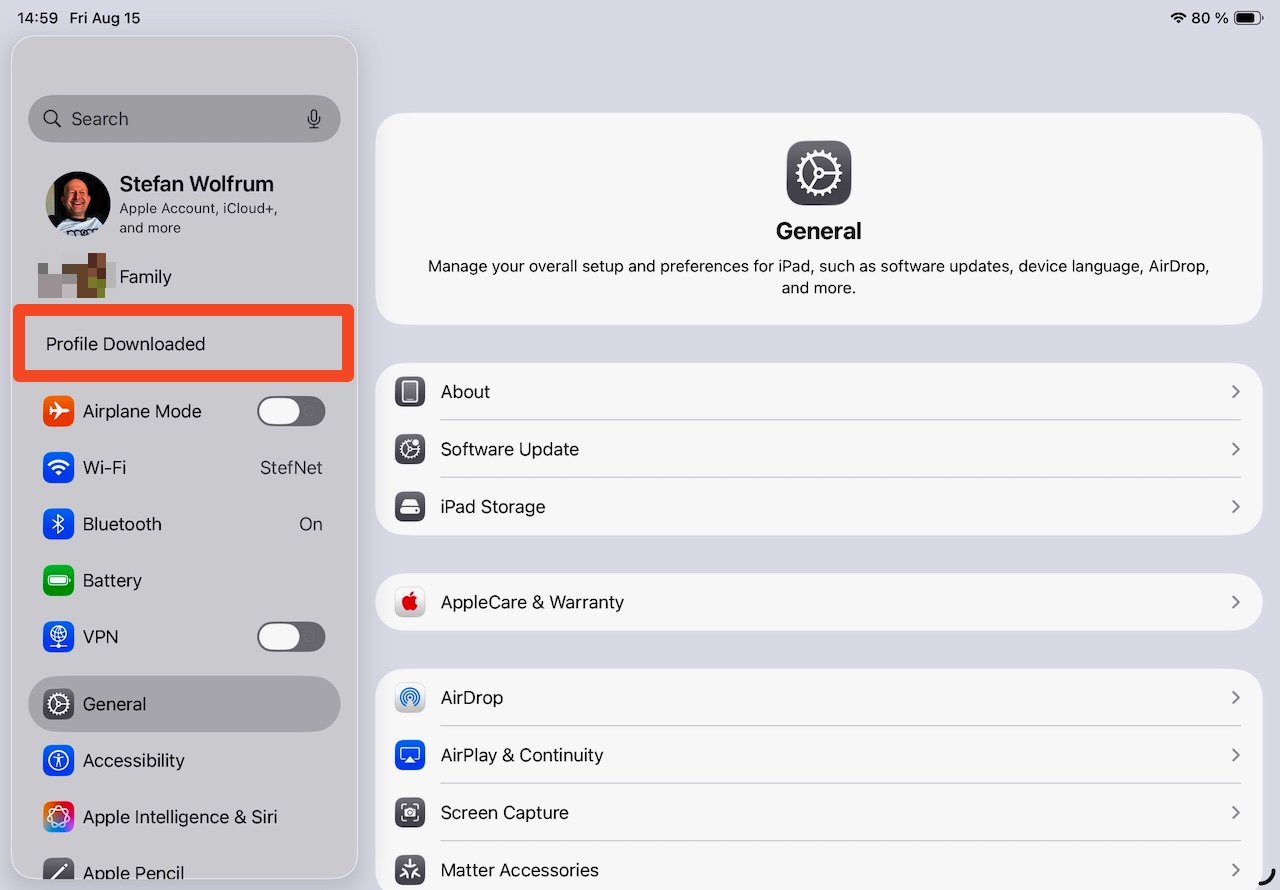 14:59 Fri Aug 15
80 %
Search
Stefan Wolfrum
Apple Account, iCloud+,
and more
Family
Profile Downloaded
Airplane Mode
Wi-Fi StefNet
Bluetooth On
Battery
VPN
General
Accessibility
Apple Intelligence & Siri
Apple Pencil
General
Manage your overall setup and preferences for iPad, such as software updates, device language, AirDrop,
and more.
About
Software Update
iPad Storage
AppleCare & Warranty
AirDrop
AirPlay & Continuity
Screen Capture
Matter Accessories